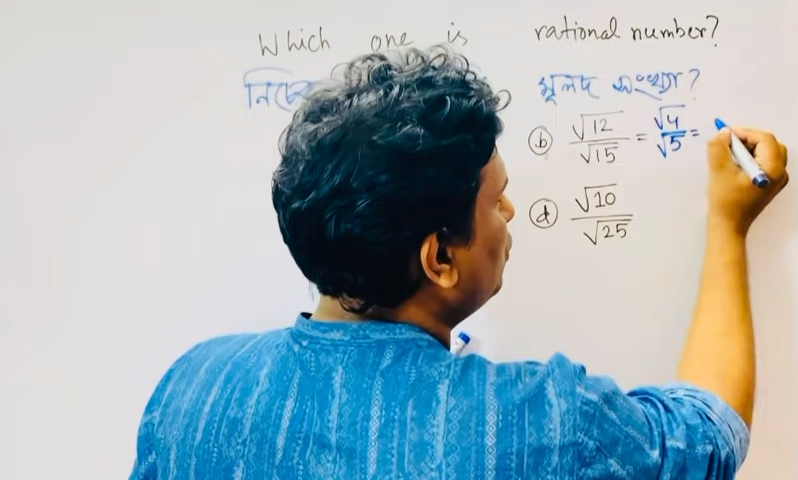 Which one is rational number?
মূলদ সংখ্যা?
(b) √12/√15 = √4/√5 =
(d) √10/√25